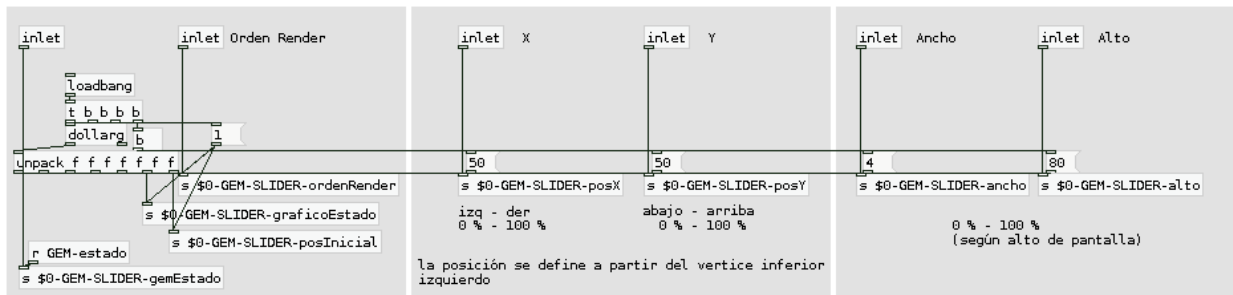 inlet
inlet Orden Render
loadbang
t b b b b
dollarg
b
1
unpack f f f f f f f
s $0-GEM-SLIDER-ordenRender
s $0-GEM-SLIDER-graficoEstado
s $0-GEM-SLIDER-posInicial
r GEM-estado
s $0-GEM-SLIDER-gemEstado
inlet X
inlet Y
50
50
s $0-GEM-SLIDER-posX
s $0-GEM-SLIDER-posY
izq - der
0 % - 100 %
abajo - arriba
0 % - 100 %
la posición se define a partir del vertice inferior
izquierdo
inlet Ancho
inlet Alto
4
80
s $0-GEM-SLIDER-ancho
s $0-GEM-SLIDER-alto
0 % - 100 %
(según alto de pantalla)